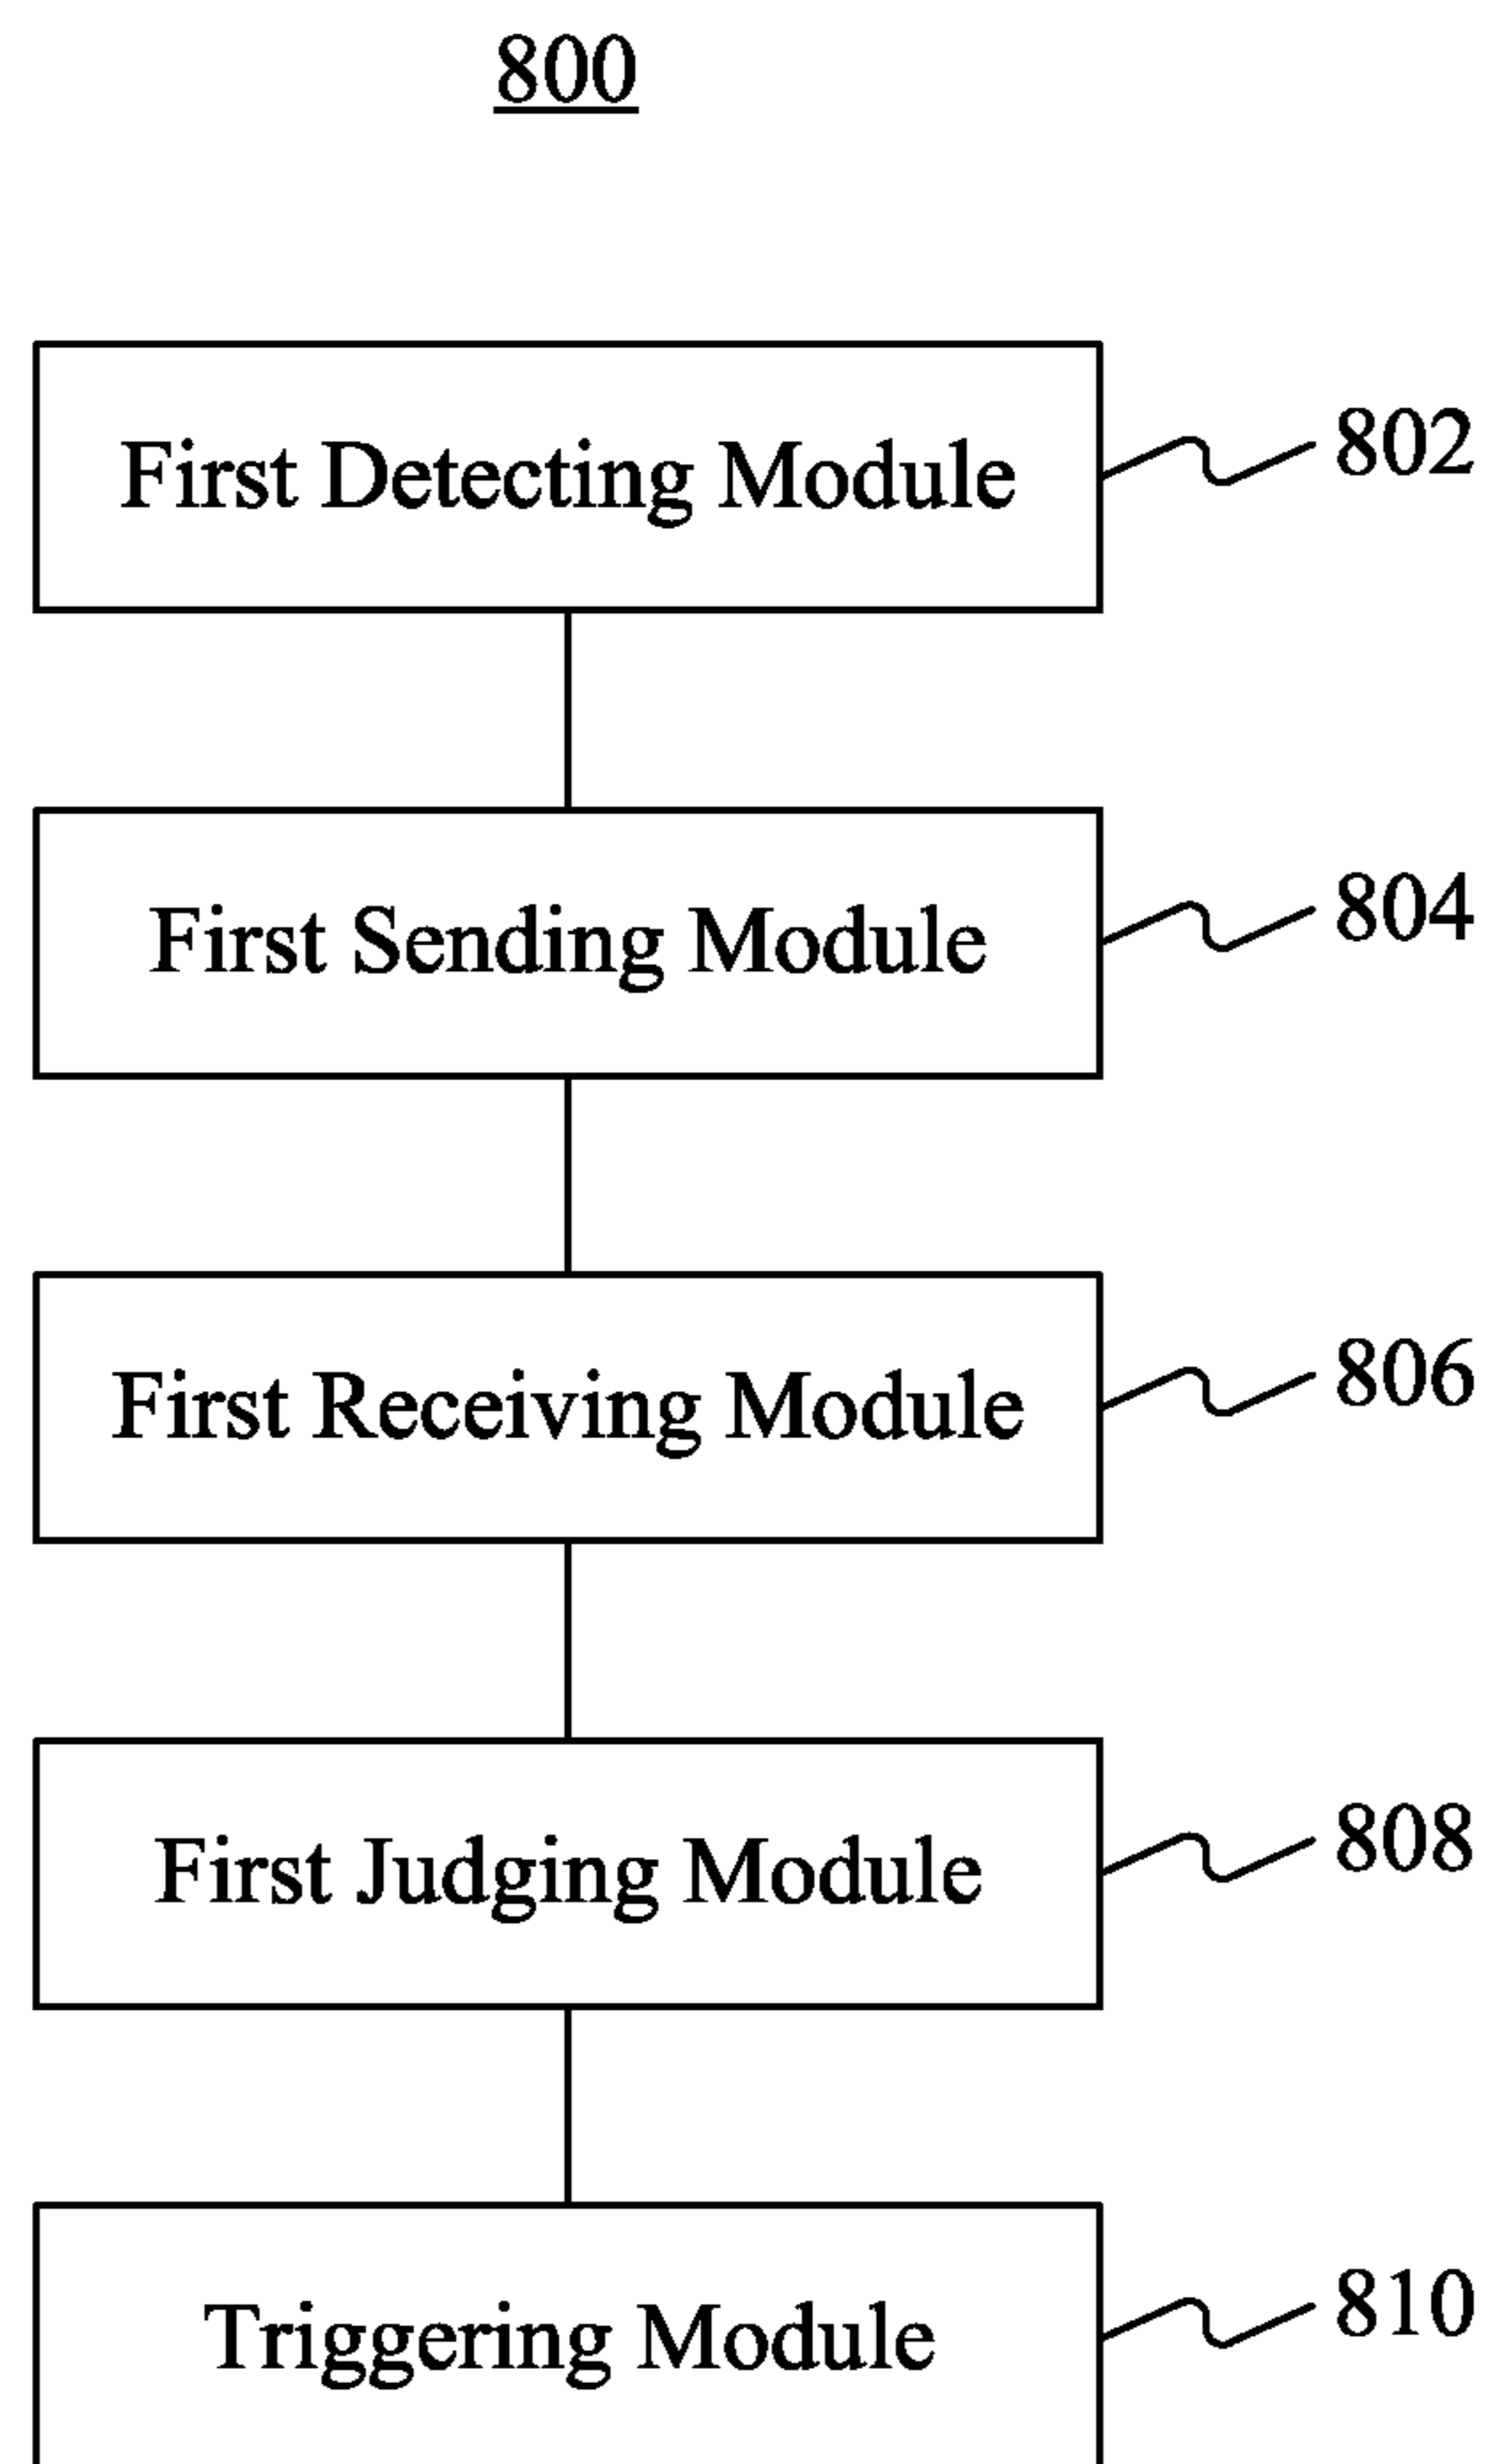 800
First Detecting Module
802
First Sending Module
804
First Receiving Module
806
First Judging Module
808
Triggering Module
810